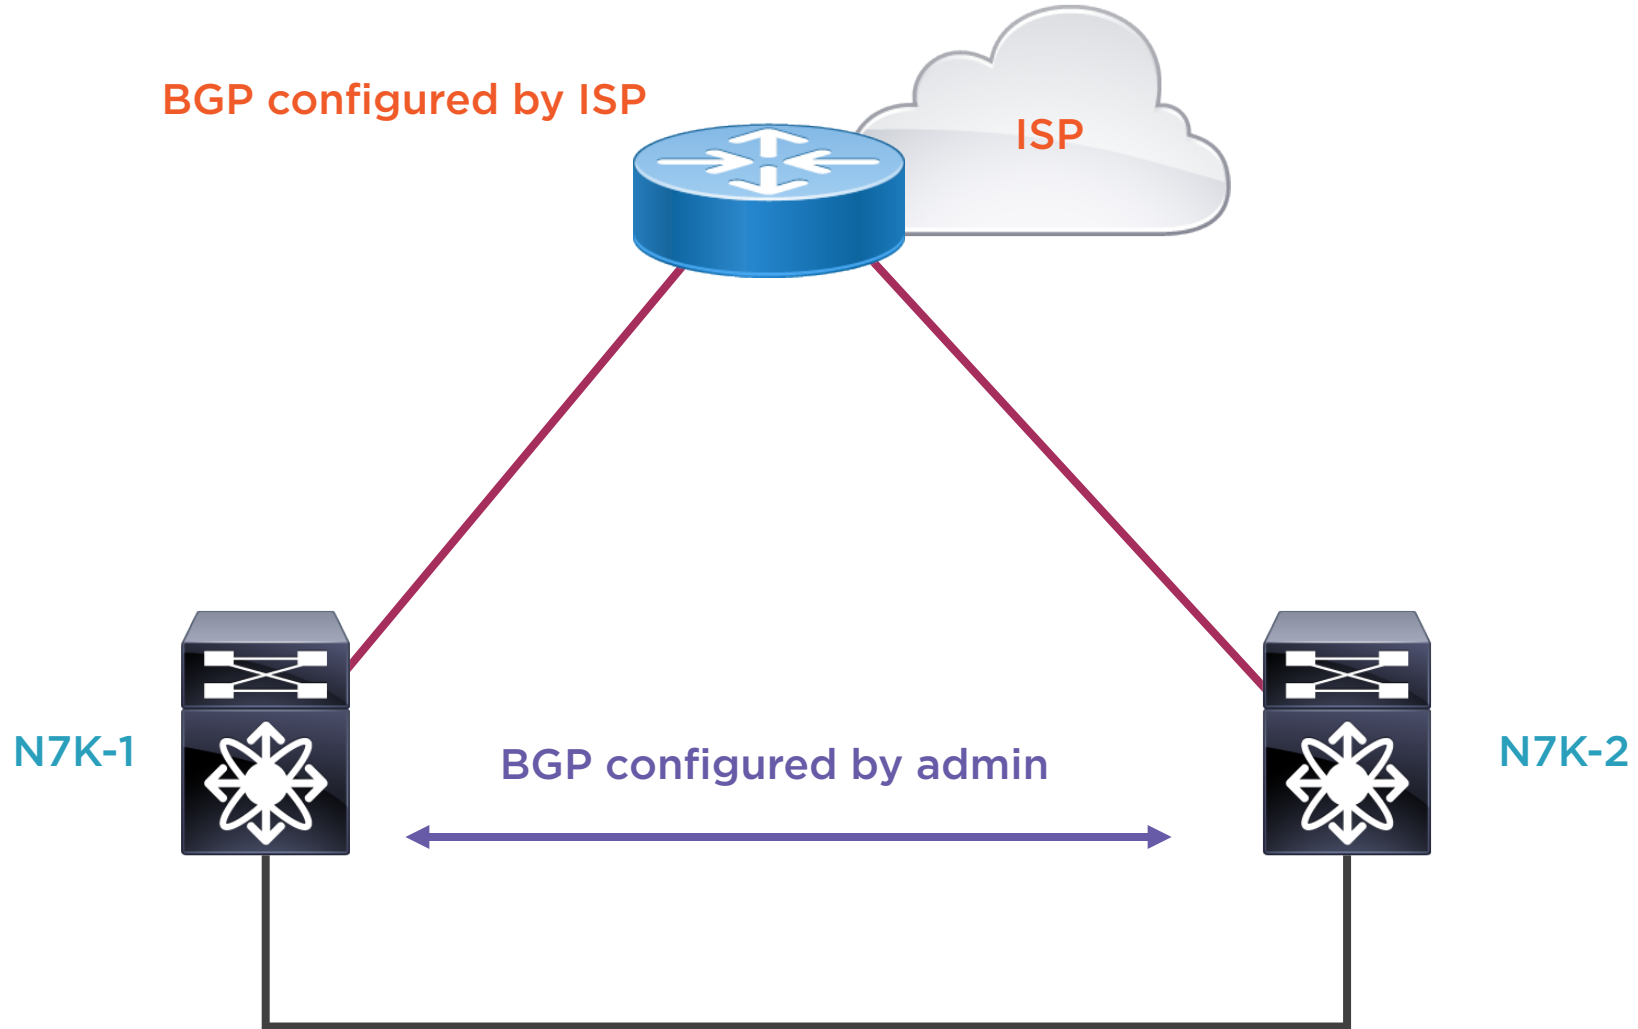 BGP configured by ISP
ISP
N7K-1
BGP configured by admin
N7K-2